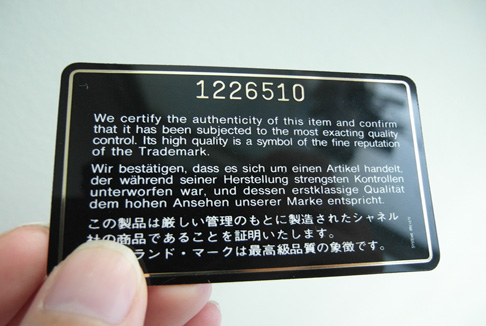 1226510
We certify the authenticity of this item and confirm
that it has been subjected to the most exacting quality
control. Its high quality is a symbol of the fine reputation
of the Trademark.
Wir bestätigen, dass es sich um einen Artikel handelt,
der während seiner Herstellung strengsten Kontrollen
unterworfen war, und dessen erstklassige Qualität
dem hohen Ansehen unserer Marke entspricht.
この製品は厳しい管理のもとに製造されたシャネル
社の商品であることを証明いたします。
ランド・マークは最高級品質の象徴です。